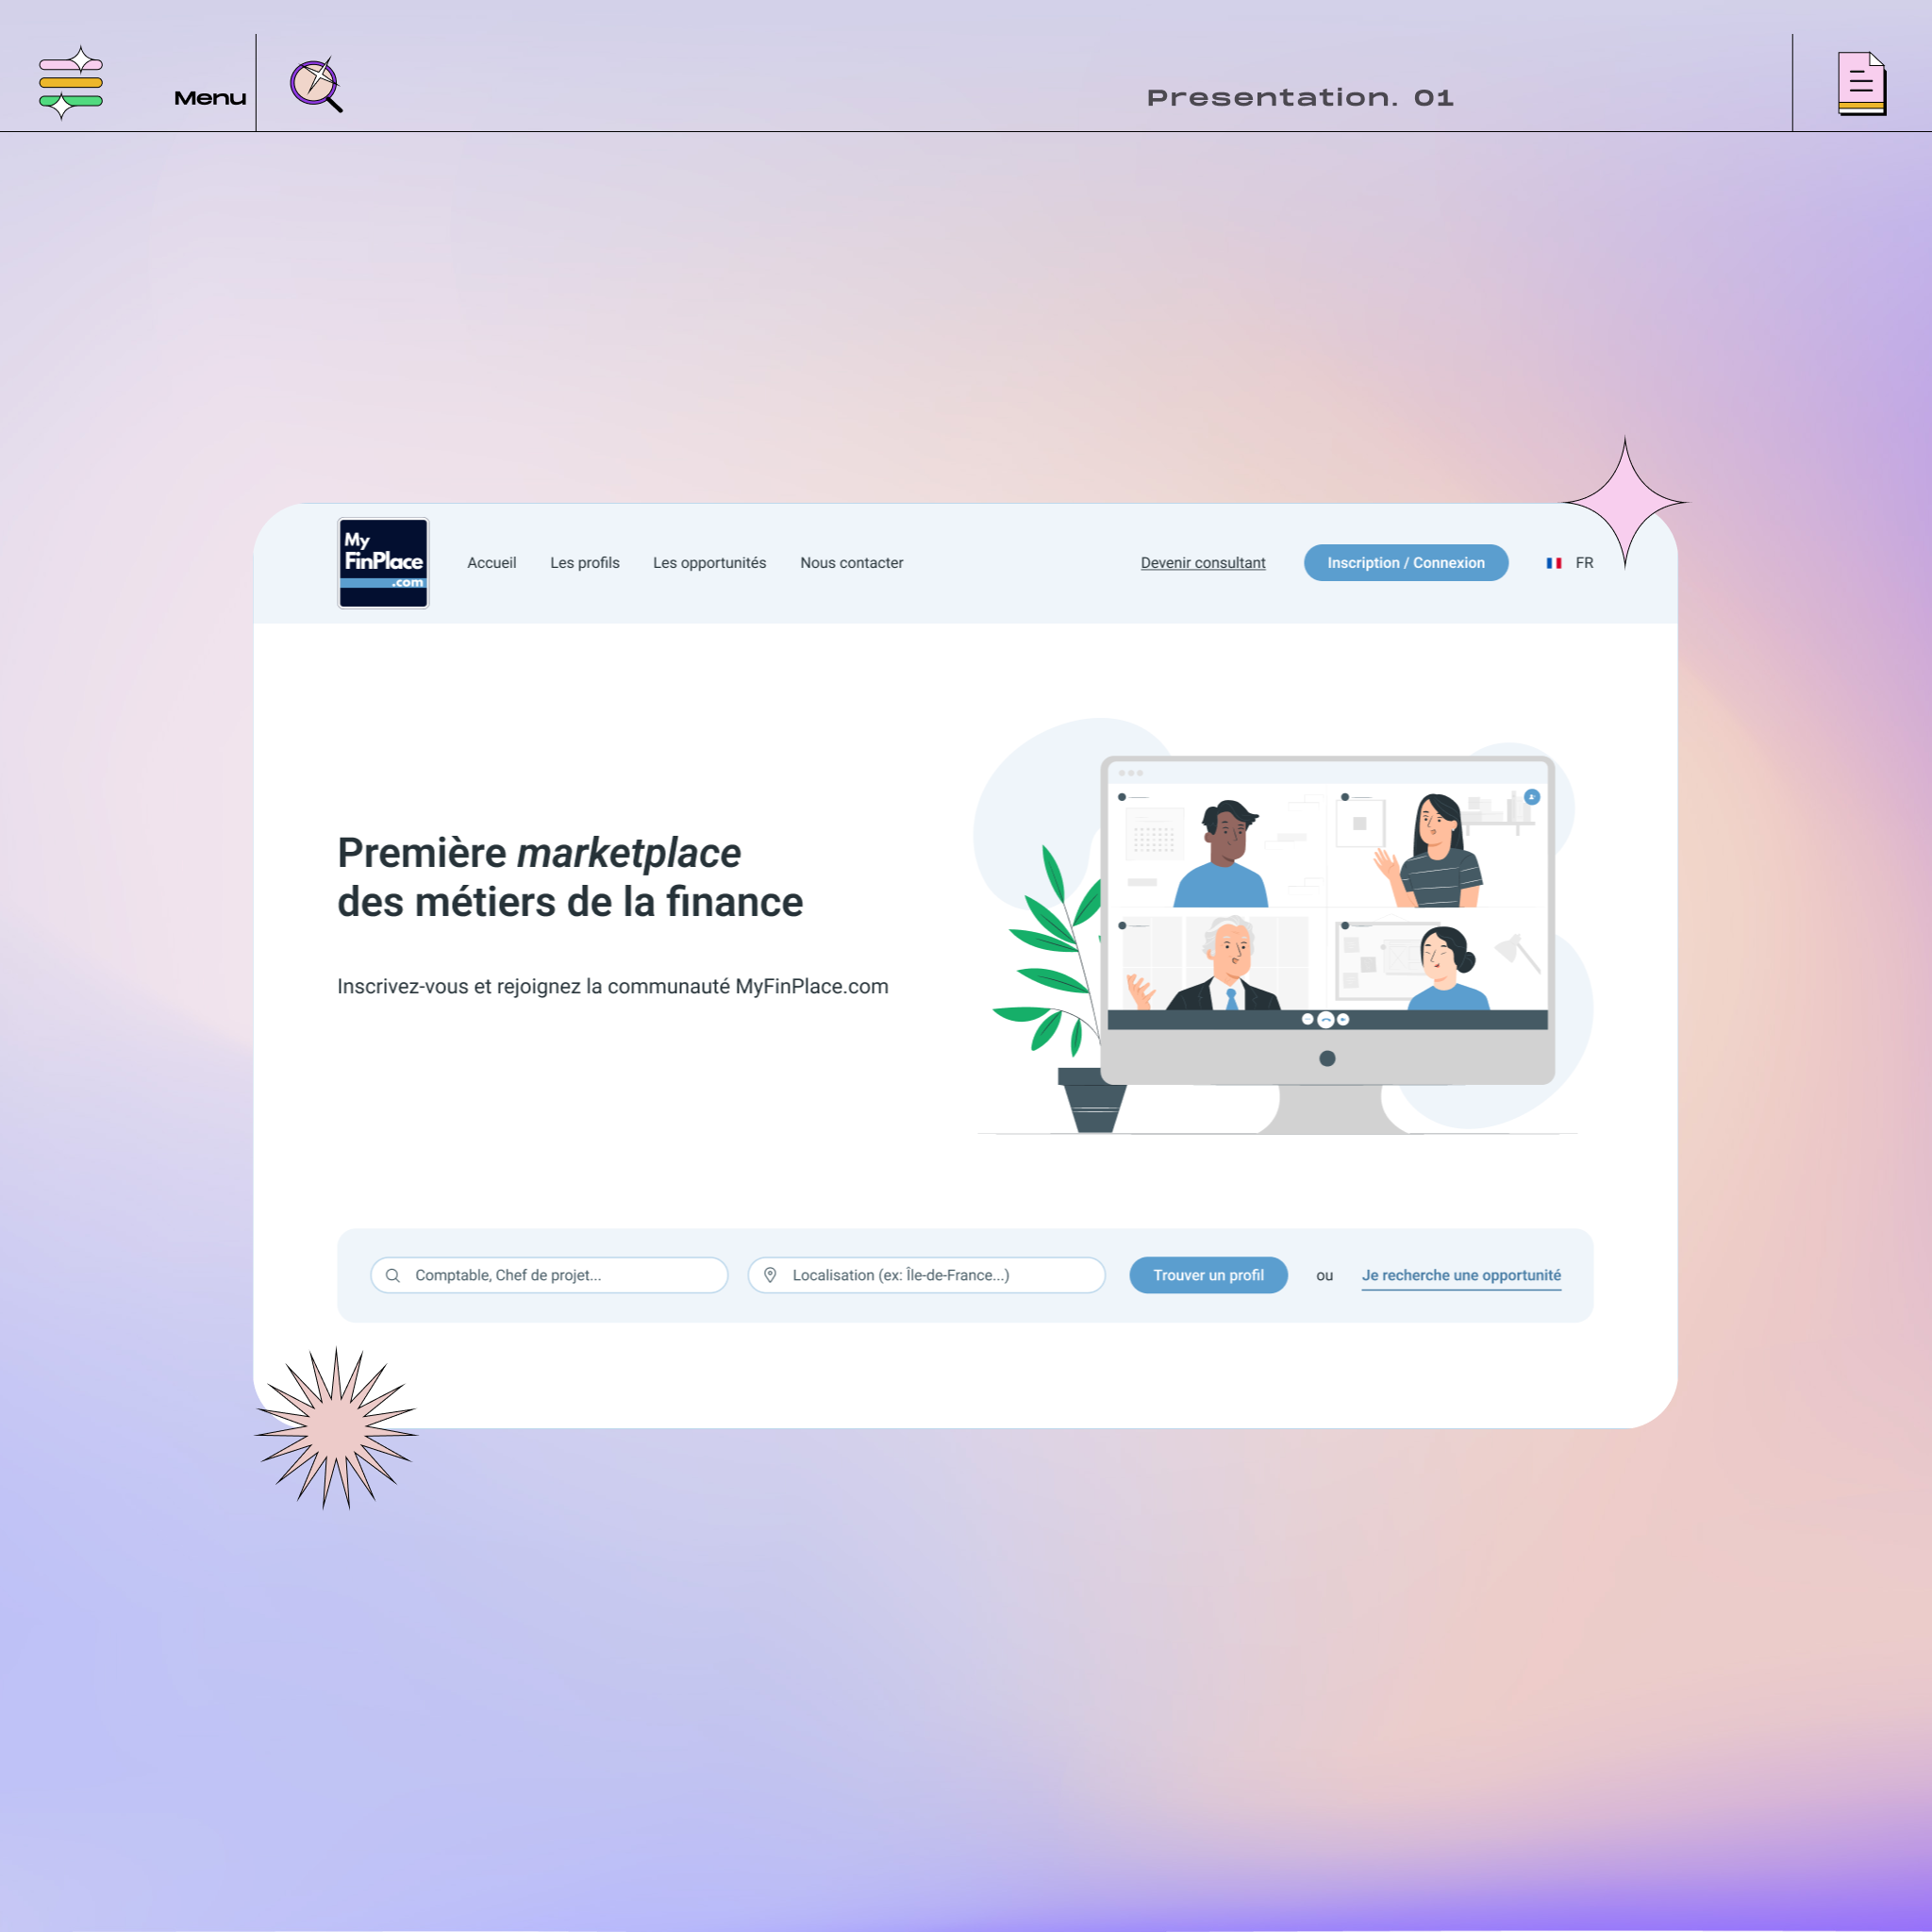 Menu
Presentation. 01
My
FinPlace
.com
Accueil
Les profils
Les opportunités
Nous contacter
Devenir consultant
Inscription / Connexion
FR
Première marketplace
des métiers de la finance
Inscrivez-vous et rejoignez la communauté MyFinPlace.com
Comptable, Chef de projet...
Localisation (ex: Île-de-France...)
Trouver un profil
ou
Je recherche une opportunité